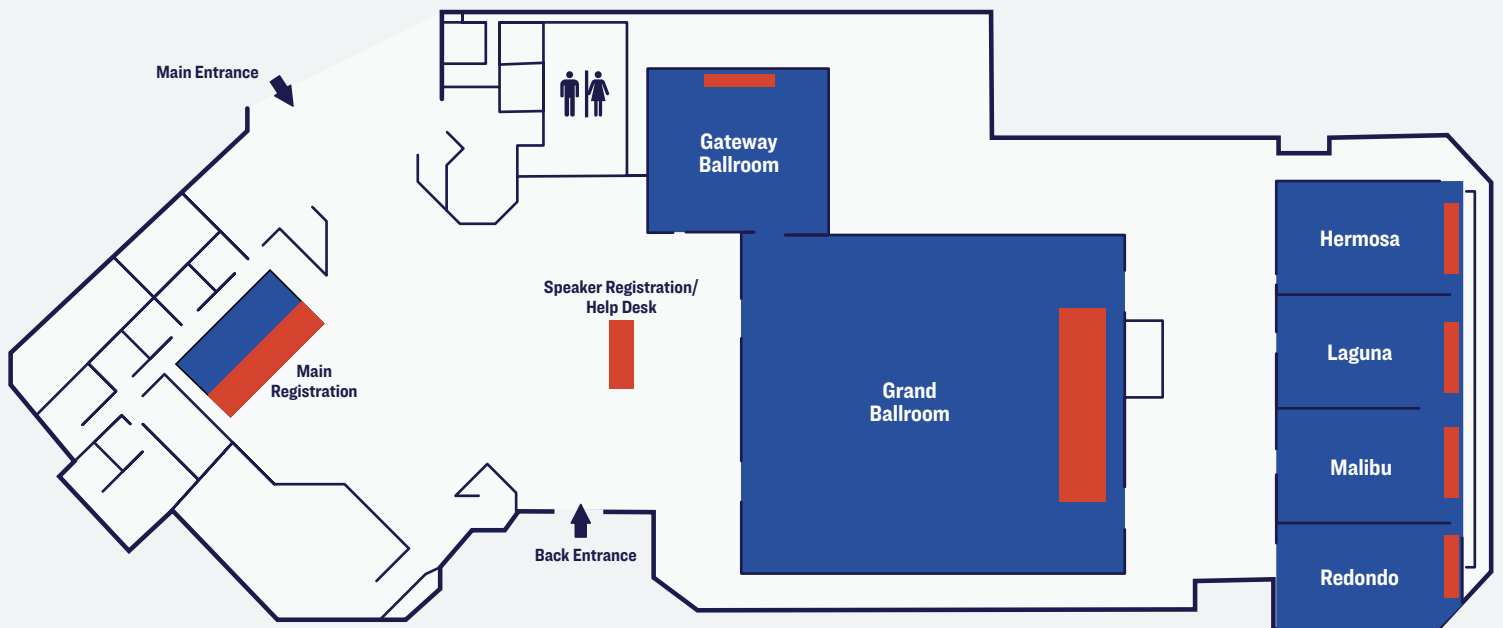 Main Entrance
Gateway
Ballroom
Hermosa
Speaker Registration/
Help Desk
Laguna
Main
Registration
Grand
Ballroom
Malibu
Back Entrance
Redondo